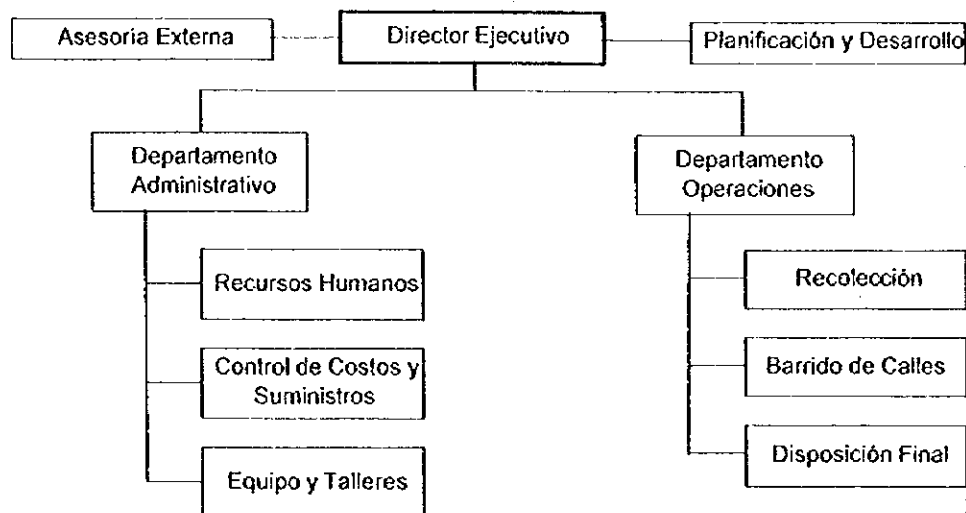 Asesoria Externa
Director Ejecutivo
Planificación y Desarrollo
Departamento
Administrativo
Departamento
Operaciones
Recursos Humanos
Recolección
Control de Costos y
Suministros
Barrido de Calles
Equipo y Talleres
Disposición Final